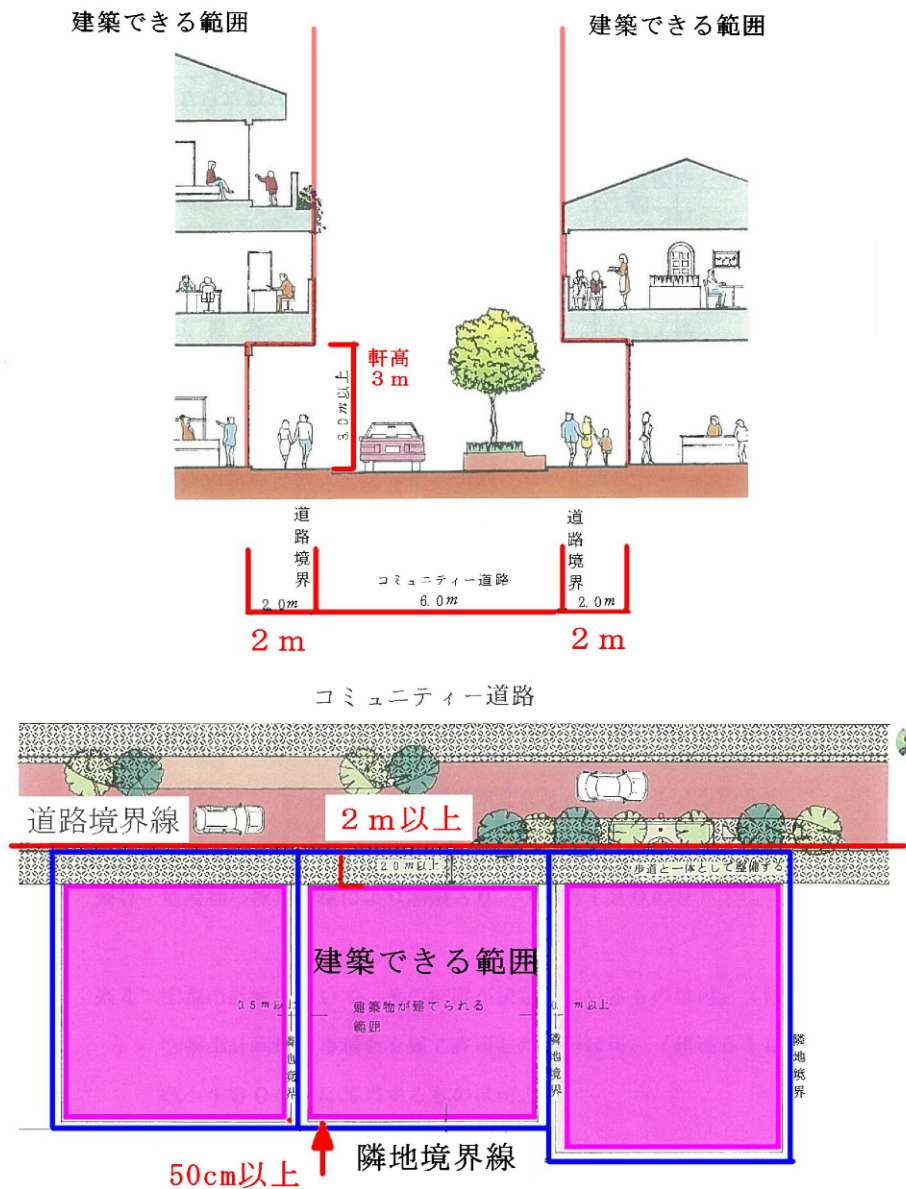 建築できる範囲
建築できる範囲
軒高
3m
3.0m以上
道路境界
道路境界
コミュニティー道路
2.0m
6.0m
2.0m
2m
2m
コミュニティー道路
道路境界線
2m以上
2.0m以上
歩道と一体として整備する
建築できる範囲
0.5m以上
建築物が建てられる
範囲
m以上
隣地境界
隣地境界
隣地境界
50cm以上
隣地境界線